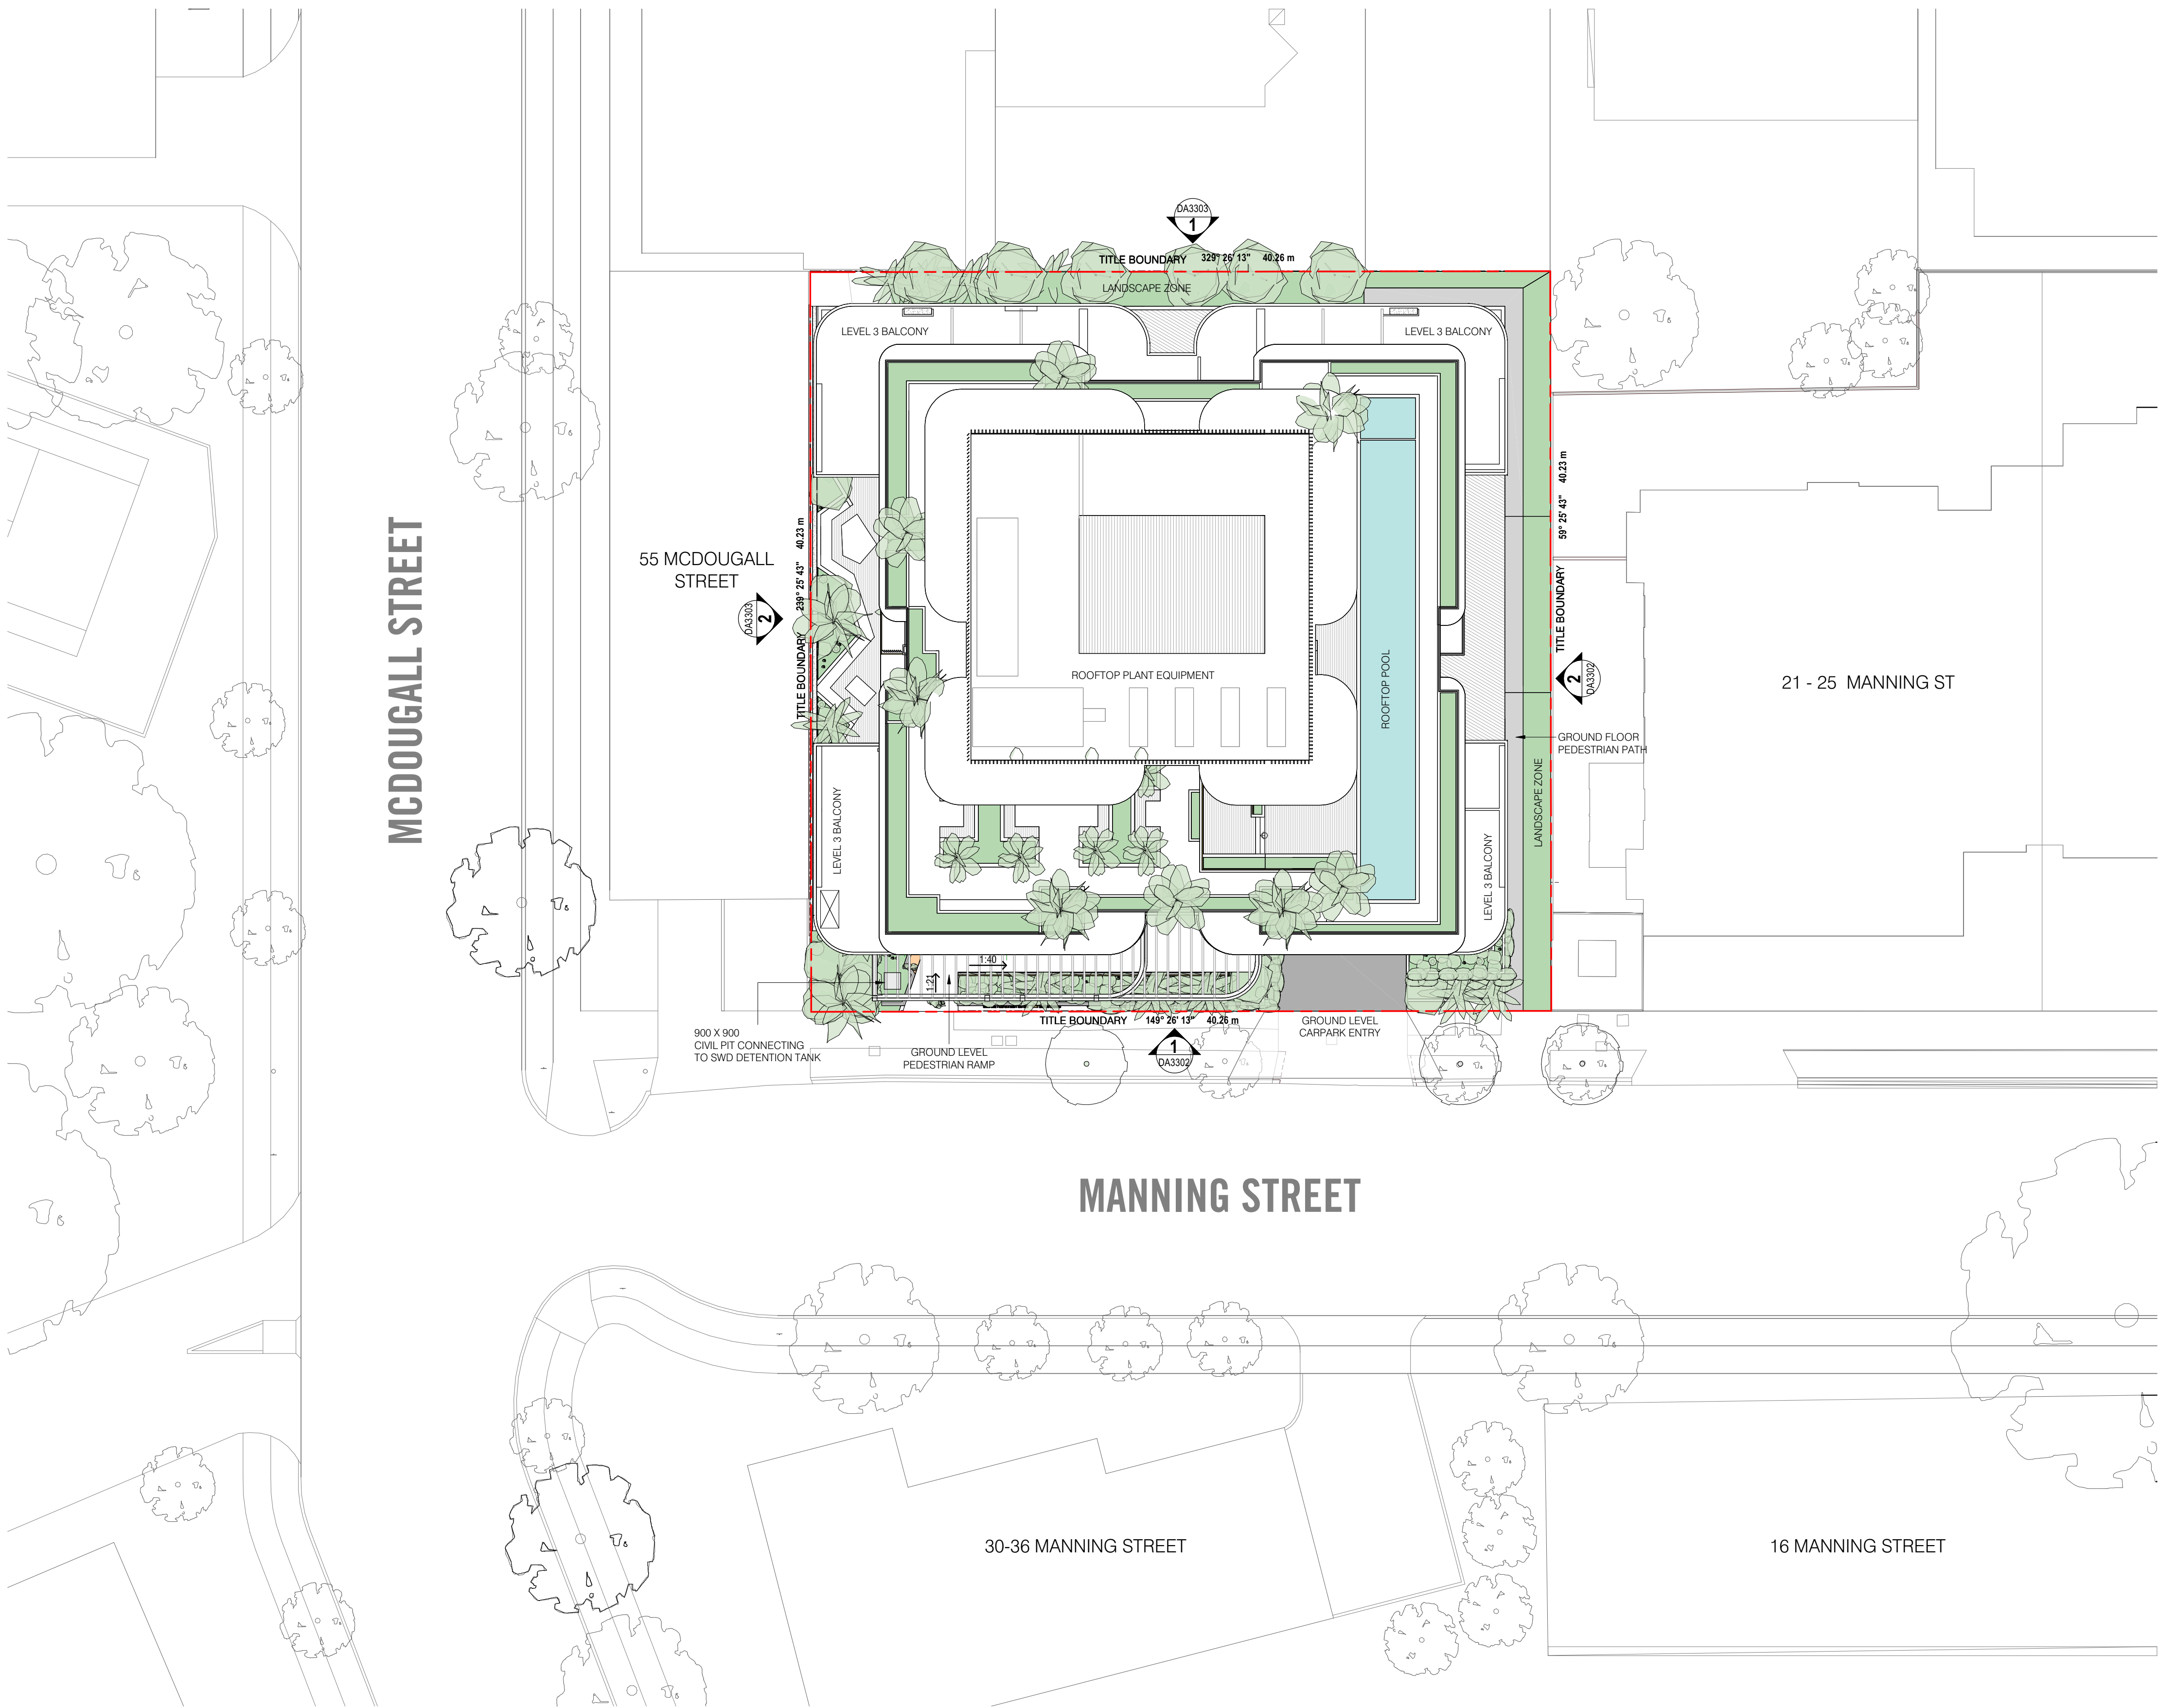 DA3303
1
TITLE BOUNDARY 329° 26' 13" 40.26 m
LANDSCAPE ZONE
LEVEL 3 BALCONY
LEVEL 3 BALCONY
MCDOUGALL STREET
55 MCDOUGALL
STREET
DA3303
2
TITLE BOUNDARY 239° 25' 43" 40.23 m
ROOFTOP PLANT EQUIPMENT
ROOFTOP POOL
TITLE BOUNDARY 59° 25' 43" 40.23 m
2
DA3302
21 - 25 MANNING ST
GROUND FLOOR
PEDESTRIAN PATH
LANDSCAPE ZONE
LEVEL 3 BALCONY
LEVEL 3 BALCONY
1:40
1:21
TITLE BOUNDARY 149° 26' 13" 40.26 m
900 X 900
CIVIL PIT CONNECTING
TO SWD DETENTION TANK
GROUND LEVEL
PEDESTRIAN RAMP
1
DA3302
GROUND LEVEL
CARPARK ENTRY
MANNING STREET
30-36 MANNING STREET
16 MANNING STREET